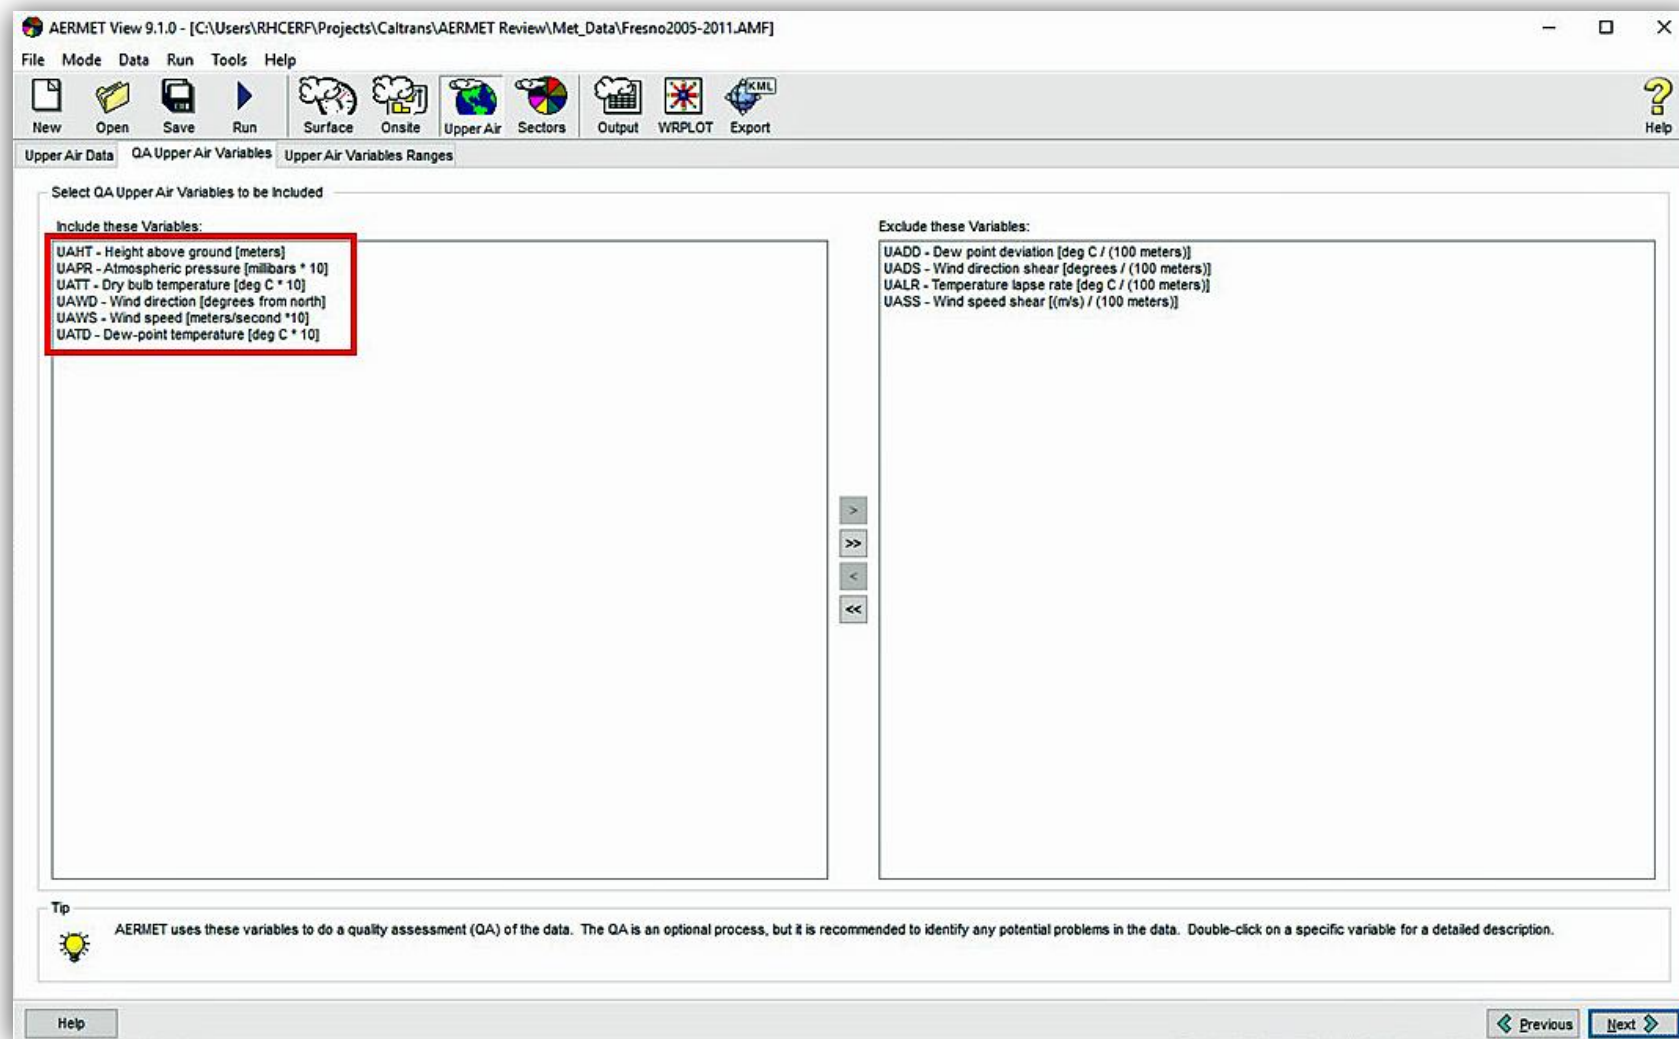 AERMET View 9.1.0 - [C:\Users\RHCERF\Projects\Caltrans\AERMET Review\Met_Data\Fresno2005-2011.AMF]
File Mode Data Run Tools Help
KML
New Open Save Run Surface Onsite Upper Air Sectors Output WRPLOT Export Help
Upper Air Data QA Upper Air Variables Upper Air Variables Ranges
Select QA Upper Air Variables to be Included
Include these Variables:
UAHT - Height above ground [meters]
UAPR - Atmospheric pressure [millibars * 10]
UATT - Dry bulb temperature [deg C * 10]
UAWD - Wind direction [degrees from north]
UAWS - Wind speed [meters/second *10]
UATD - Dew-point temperature [deg C * 10]
>
>>
<
<<
Exclude these Variables:
UADD - Dew point deviation [deg C / (100 meters)]
UADS - Wind direction shear [degrees / (100 meters)]
UALR - Temperature lapse rate [deg C / (100 meters)]
UASS - Wind speed shear [(m/s) / (100 meters)]
Tip
AERMET uses these variables to do a quality assessment (QA) of the data. The QA is an optional process, but it is recommended to identify any potential problems in the data. Double-click on a specific variable for a detailed description.
Help Previous Next